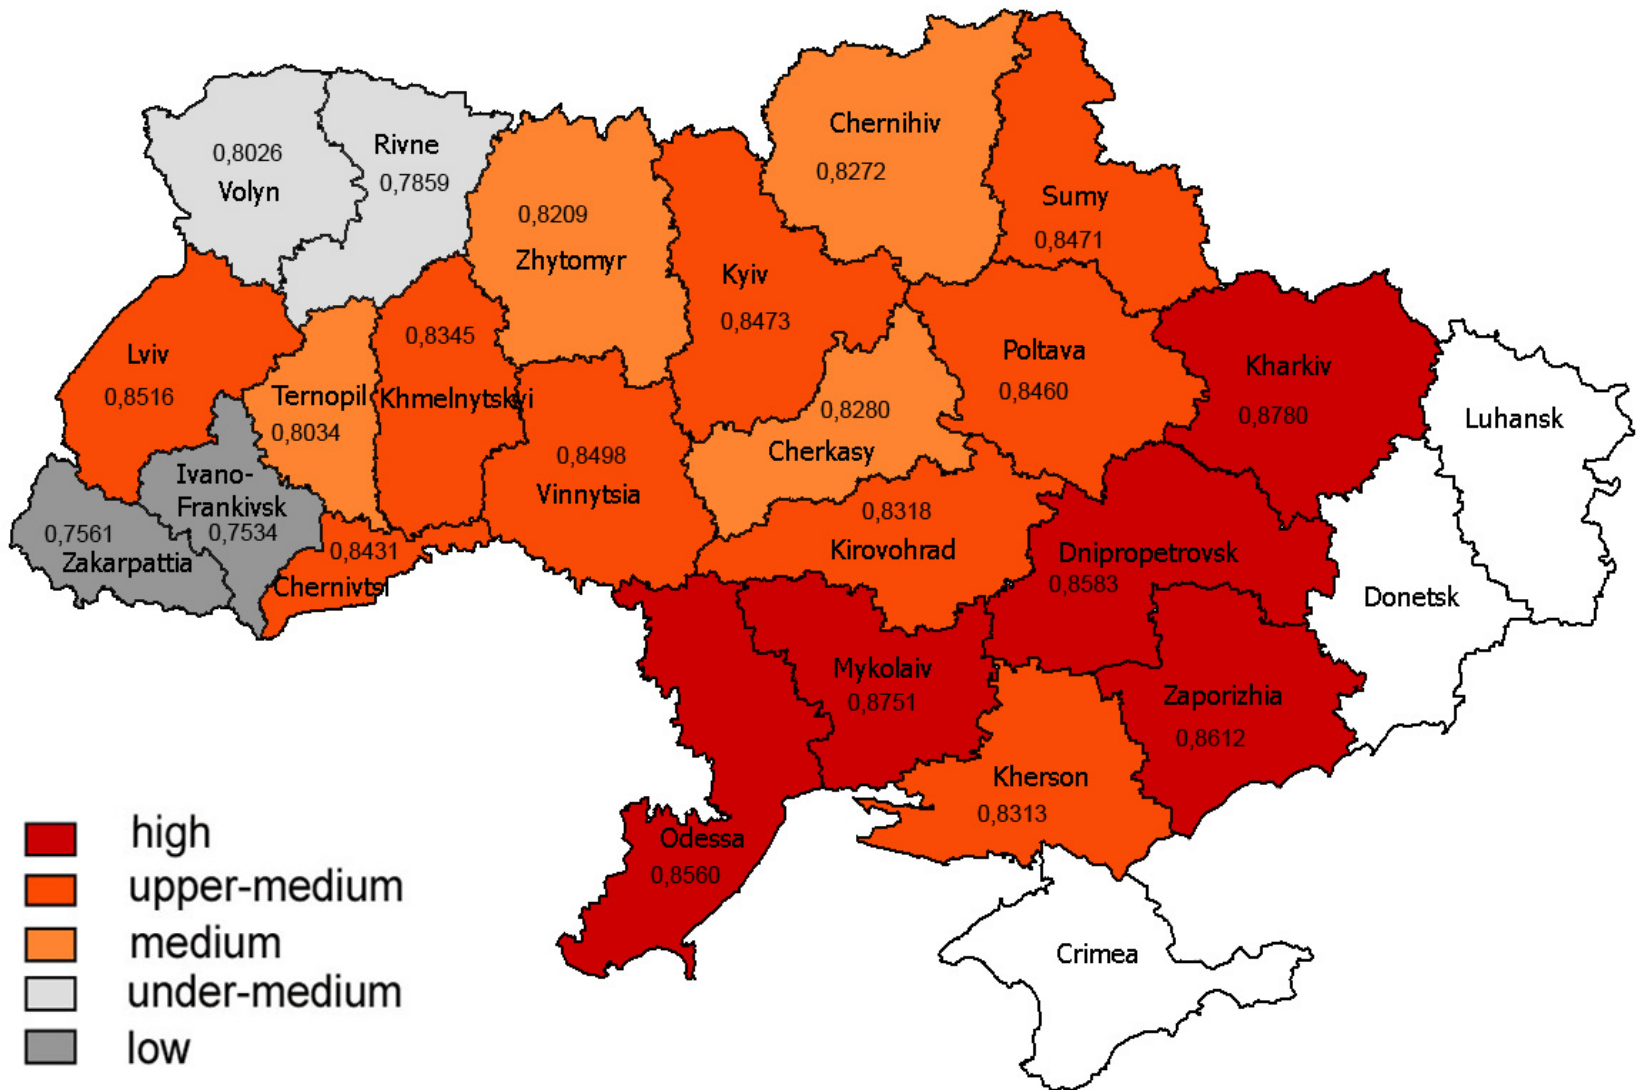 Chernihiv
0,8272
Rivne
0,7859
0,8026
Volyn
Sumy
0,8471
0,8209
Zhytomyr
Kyiv
0,8473
Lviv
0,8516
0,8345
Khmelnytskyi
Ternopil
0,8034
Poltava
0,8460
Kharkiv
0,8780
Luhansk
0,8280
Cherkasy
0,8498
Vinnytsia
Ivano-
Frankivsk
0,7534
0,7561
Zakarpattia
0,8431
Chernivtsi
0,8318
Kirovohrad
Dnipropetrovsk
0,8583
Donetsk
Mykolaiv
0,8751
Zaporizhia
0,8612
Kherson
0,8313
Odessa
0,8560
Crimea
high
upper-medium
medium
under-medium
low